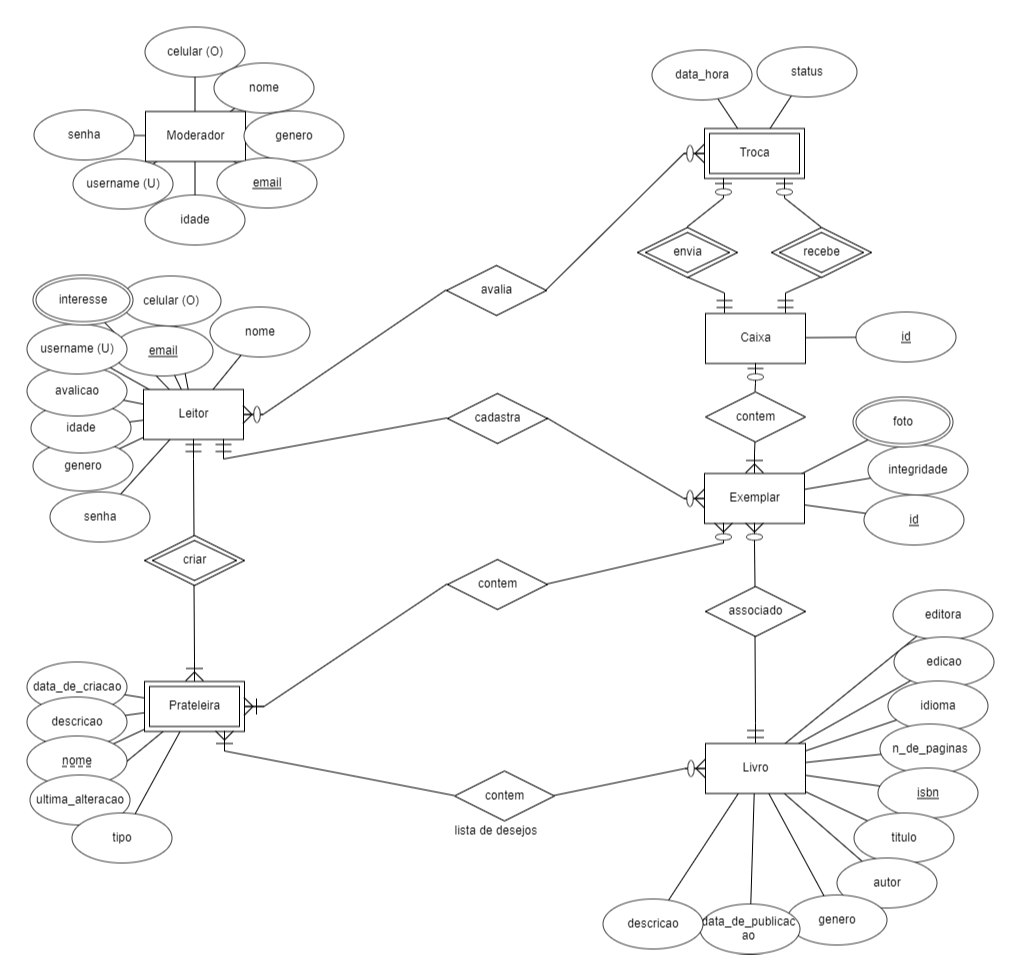 celular (O)
nome
senha
Moderador
genero
username (U)
email
idade
data_hora
status
Troca
envia
recebe
avalia
interesse
celular (O)
nome
username (U)
email
Caixa
id
avalicao
Leitor
idade
cadastra
contem
foto
genero
integridade
senha
Exemplar
id
criar
contem
associado
editora
data_de_criacao
edicao
descricao
Prateleira
idioma
nome
n_de_paginas
ultima_alteracao
contem
Livro
isbn
tipo
lista de desejos
titulo
autor
descricao
data_de_publicac
ao
genero